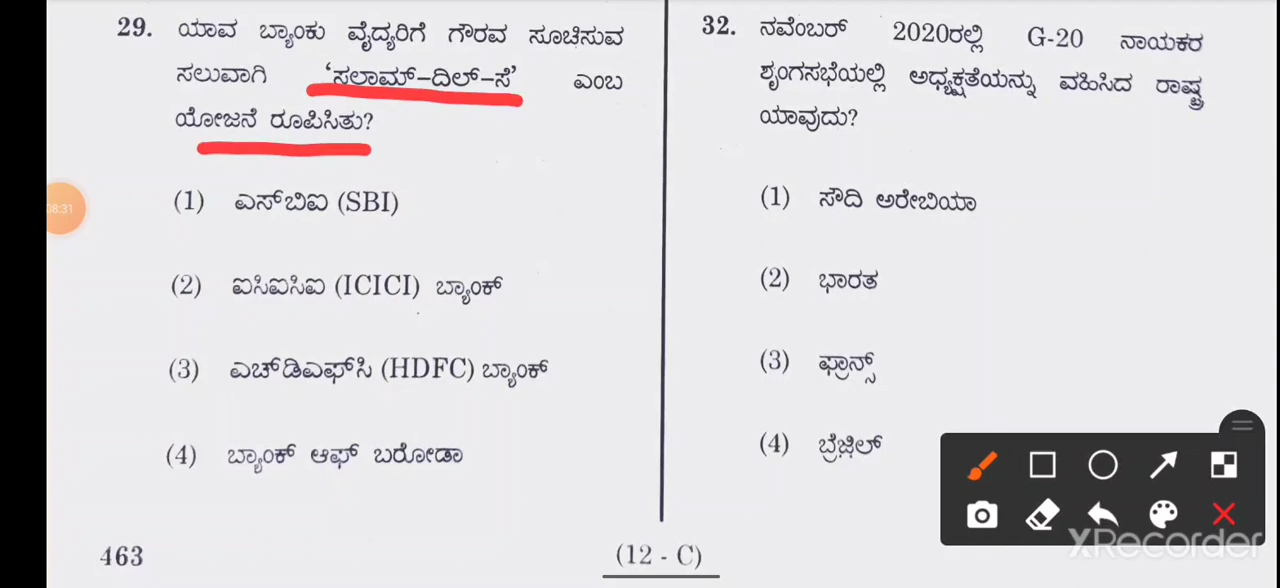 29. ಯಾವ ಬ್ಯಾಂಕು ವೈದ್ಯರಿಗೆ ಗೌರವ ಸೂಚಿಸುವ
ಸಲುವಾಗಿ 'ಸಲಾಮ್-ದಿಲ್-ಸೆ' ಎಂಬ
ಯೋಜನೆ ರೂಪಿಸಿತು?
(1) ಎಸ್‌ಬಿಐ (SBI)
(2) ಐಸಿಐಸಿಐ (ICICI) ಬ್ಯಾಂಕ್
(3) ಎಚ್‌ಡಿಎಫ್‌ಸಿ (HDFC) ಬ್ಯಾಂಕ್
(4) ಬ್ಯಾಂಕ್ ಆಫ್ ಬರೋಡಾ
32. ನವೆಂಬರ್ 2020ರಲ್ಲಿ G-20 ನಾಯಕರ
ಶೃಂಗಸಭೆಯಲ್ಲಿ ಅಧ್ಯಕ್ಷತೆಯನ್ನು ವಹಿಸಿದ ರಾಷ್ಟ್ರ
ಯಾವುದು?
(1) ಸೌದಿ ಅರೇಬಿಯಾ
(2) ಭಾರತ
(3) ಫ್ರಾನ್ಸ್
(4) ಬ್ರೆಜಿಲ್
08:31
463
(12 - C)
XRecorder